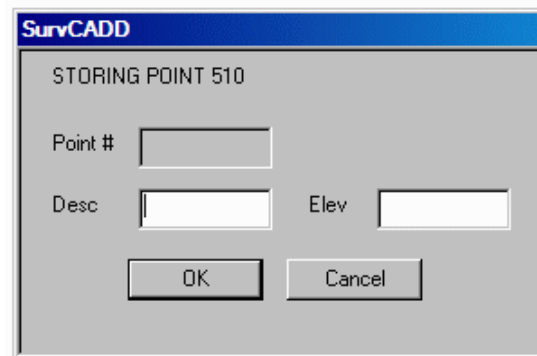 SurvCADD
STORING POINT 510
Point #
Desc Elev
OK Cancel